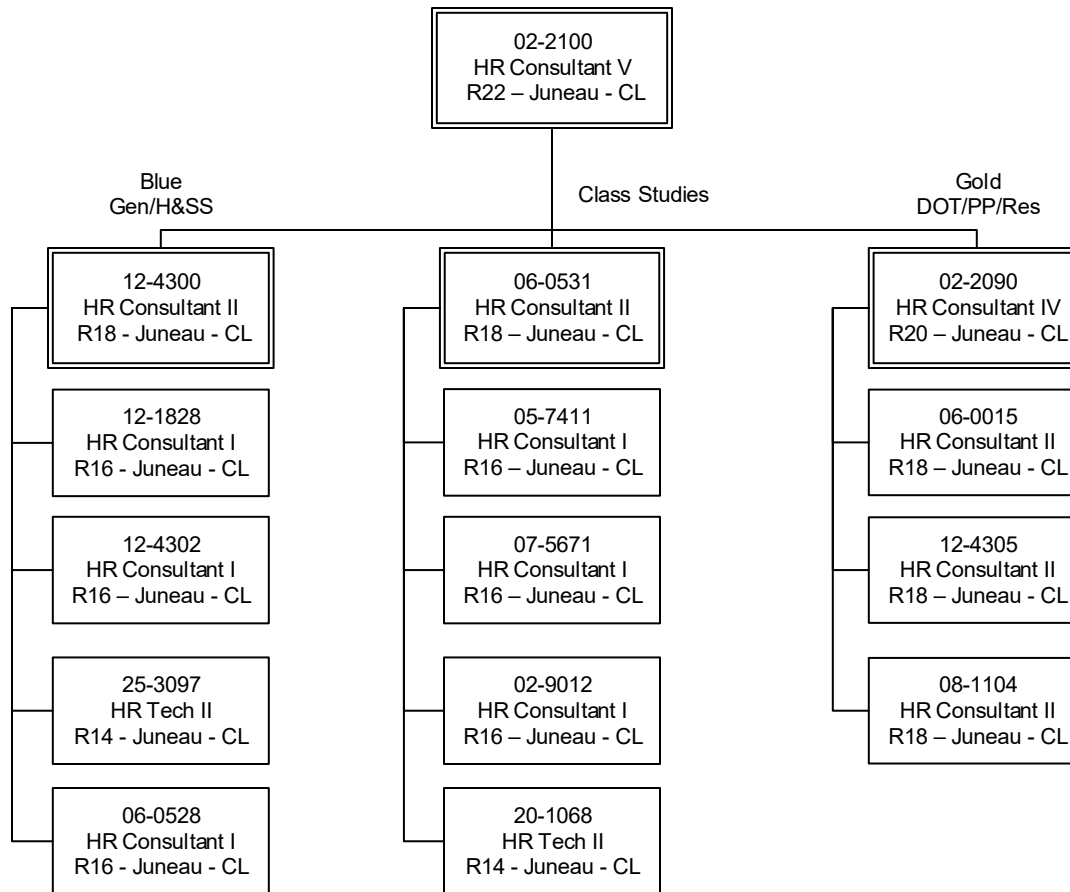 02-2100
HR Consultant V
R22 – Juneau - CL
Blue
Gen/H&SS
Class Studies
Gold
DOT/PP/Res
12-4300
HR Consultant II
R18 - Juneau - CL
12-1828
HR Consultant I
R16 - Juneau - CL
12-4302
HR Consultant I
R16 – Juneau - CL
25-3097
HR Tech II
R14 - Juneau - CL
06-0528
HR Consultant I
R16 - Juneau - CL
06-0531
HR Consultant II
R18 – Juneau - CL
05-7411
HR Consultant I
R16 – Juneau - CL
07-5671
HR Consultant I
R16 – Juneau - CL
02-9012
HR Consultant I
R16 – Juneau - CL
20-1068
HR Tech II
R14 - Juneau - CL
02-2090
HR Consultant IV
R20 – Juneau - CL
06-0015
HR Consultant II
R18 – Juneau - CL
12-4305
HR Consultant II
R18 – Juneau - CL
08-1104
HR Consultant II
R18 – Juneau - CL